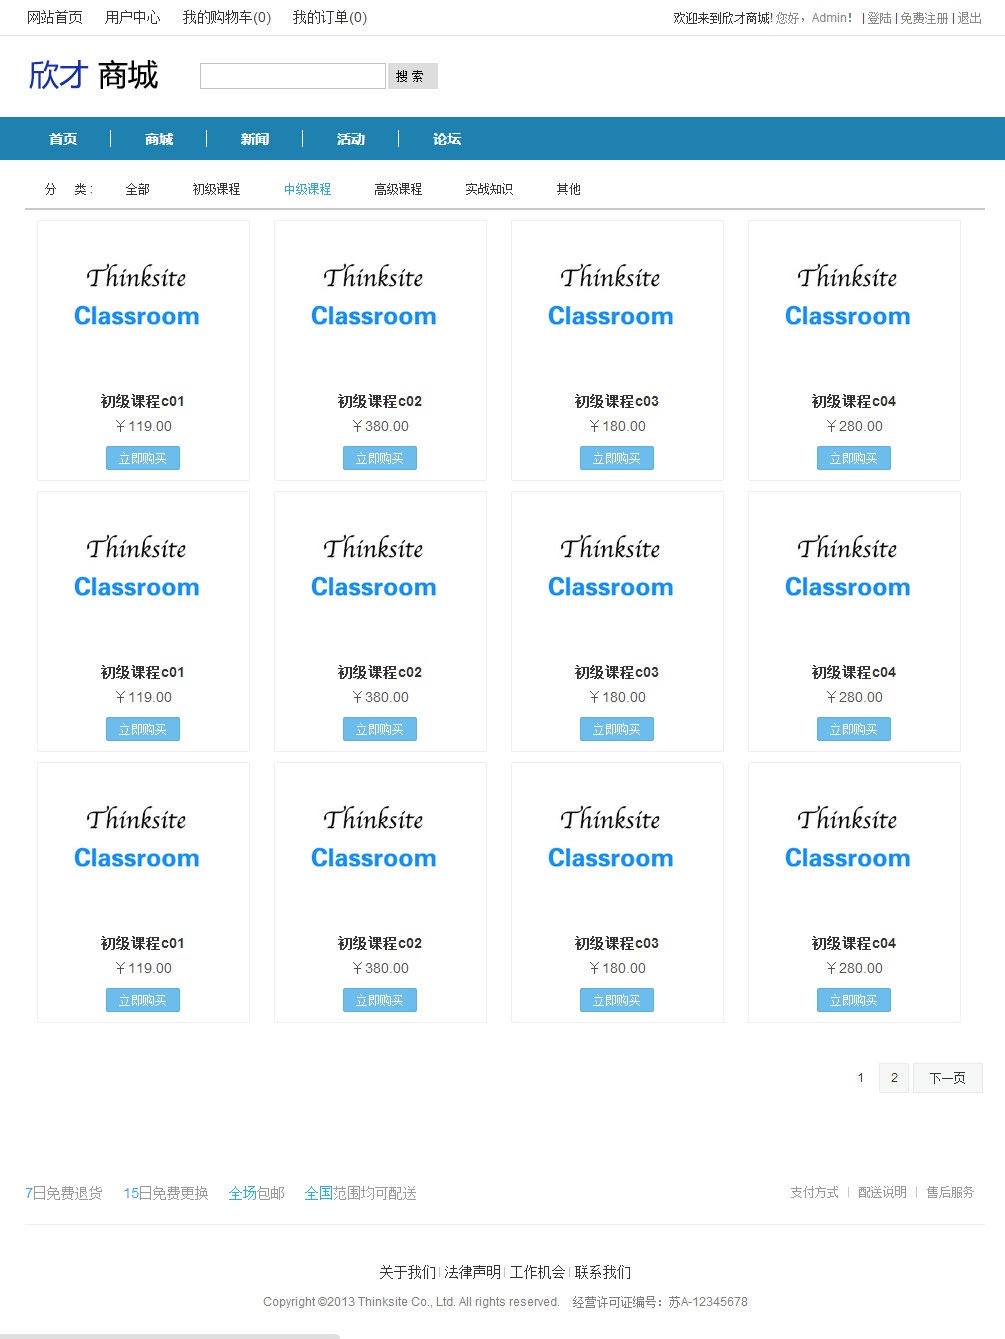 网站首页 用户中心 我的购物车(0) 我的订单(0) 欢迎来到欣才商城! 您好，Admin！ | 登陆 | 免费注册 | 退出
欣才 商城 搜 索
首页 商城 新闻 活动 论坛
分 类： 全部 初级课程 中级课程 高级课程 实战知识 其他
Thinksite Thinksite Thinksite Thinksite
Classroom Classroom Classroom Classroom
初级课程c01 初级课程c02 初级课程c03 初级课程c04
￥119.00 ￥380.00 ￥180.00 ￥280.00
立即购买 立即购买 立即购买 立即购买
Thinksite Thinksite Thinksite Thinksite
Classroom Classroom Classroom Classroom
初级课程c01 初级课程c02 初级课程c03 初级课程c04
￥119.00 ￥380.00 ￥180.00 ￥280.00
立即购买 立即购买 立即购买 立即购买
Thinksite Thinksite Thinksite Thinksite
Classroom Classroom Classroom Classroom
初级课程c01 初级课程c02 初级课程c03 初级课程c04
￥119.00 ￥380.00 ￥180.00 ￥280.00
立即购买 立即购买 立即购买 立即购买
1 2 下一页
7日免费退货 15日免费更换 全场包邮 全国范围均可配送 支付方式 | 配送说明 | 售后服务
关于我们 | 法律声明 | 工作机会 | 联系我们
Copyright ©2013 Thinksite Co., Ltd. All rights reserved. 经营许可证编号：苏A-12345678